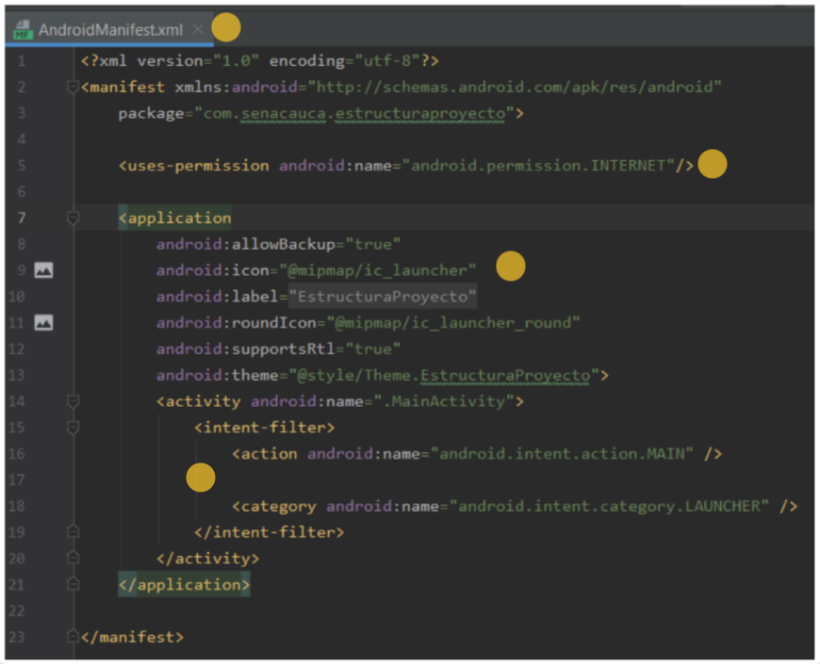 MF AndroidManifest.xml ×
1 <?xml version="1.0" encoding="utf-8"?>
2 <manifest xmlns:android="http://schemas.android.com/apk/res/android"
3 package="com.senacauca.estructuraproyecto">
4
5 <uses-permission android:name="android.permission.INTERNET"/>
6
7 <application
8 android:allowBackup="true"
9 android:icon="@mipmap/ic_launcher"
10 android:label="EstructuraProyecto"
11 android:roundIcon="@mipmap/ic_launcher_round"
12 android:supportsRtl="true"
13 android:theme="@style/Theme.EstructuraProyecto">
14 <activity android:name=".MainActivity">
15 <intent-filter>
16 <action android:name="android.intent.action.MAIN" />
17
18 <category android:name="android.intent.category.LAUNCHER" />
19 </intent-filter>
20 </activity>
21 </application>
22
23 </manifest>